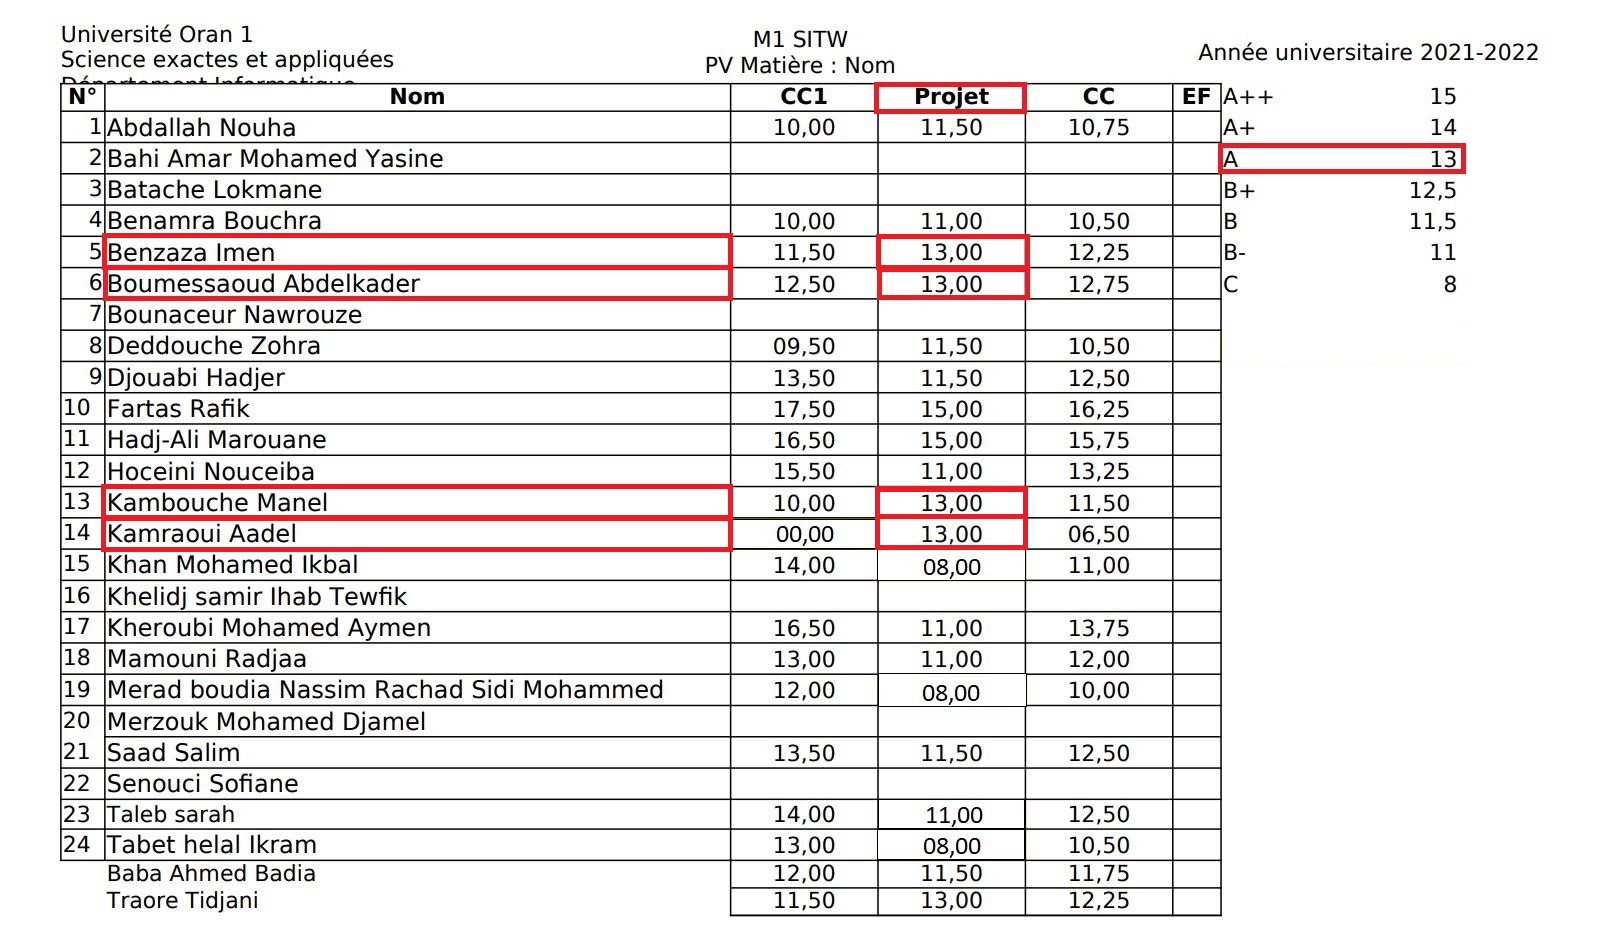 Université Oran 1
Science exactes et appliquées
Département Informatique
M1 SITW
PV Matière : Nom
Année universitaire 2021-2022
N° Nom CC1 Projet CC EF A++ 15
1 Abdallah Nouha 10,00 11,50 10,75 A+ 14
2 Bahi Amar Mohamed Yasine A 13
3 Batache Lokmane B+ 12,5
4 Benamra Bouchra 10,00 11,00 10,50 B 11,5
5 Benzaza Imen 11,50 13,00 12,25 B- 11
6 Boumessaoud Abdelkader 12,50 13,00 12,75 C 8
7 Bounaceur Nawrouze
8 Deddouche Zohra 09,50 11,50 10,50
9 Djouabi Hadjer 13,50 11,50 12,50
10 Fartas Rafik 17,50 15,00 16,25
11 Hadj-Ali Marouane 16,50 15,00 15,75
12 Hoceini Nouceiba 15,50 11,00 13,25
13 Kambouche Manel 10,00 13,00 11,50
14 Kamraoui Aadel 00,00 13,00 06,50
15 Khan Mohamed Ikbal 14,00 08,00 11,00
16 Khelidj samir Ihab Tewfik
17 Kheroubi Mohamed Aymen 16,50 11,00 13,75
18 Mamouni Radjaa 13,00 11,00 12,00
19 Merad boudia Nassim Rachad Sidi Mohammed 12,00 08,00 10,00
20 Merzouk Mohamed Djamel
21 Saad Salim 13,50 11,50 12,50
22 Senouci Sofiane
23 Taleb sarah 14,00 11,00 12,50
24 Tabet helal Ikram 13,00 08,00 10,50
Baba Ahmed Badia 12,00 11,50 11,75
Traore Tidjani 11,50 13,00 12,25